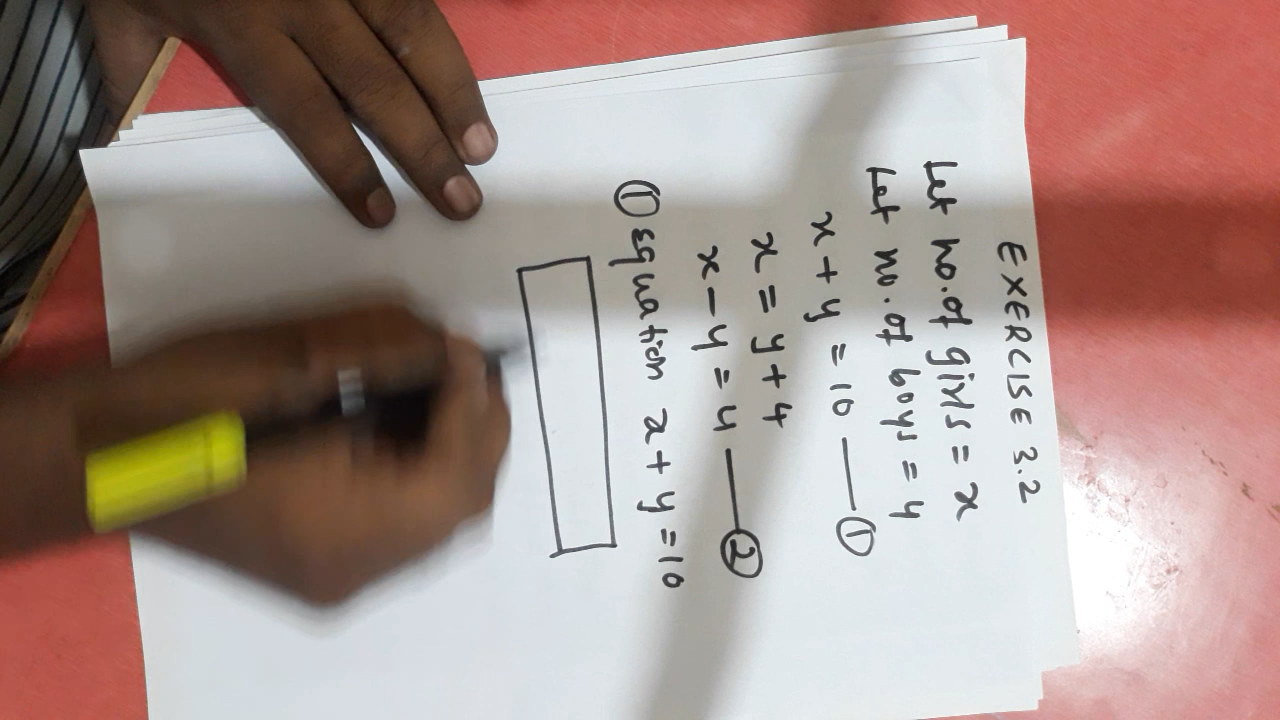 EXERCISE 3.2
Let no. of girls = x
Let no. of boys = y
x + y = 10 — ①
x = y + 4
x - y = 4 — ②
① Equation x + y = 10